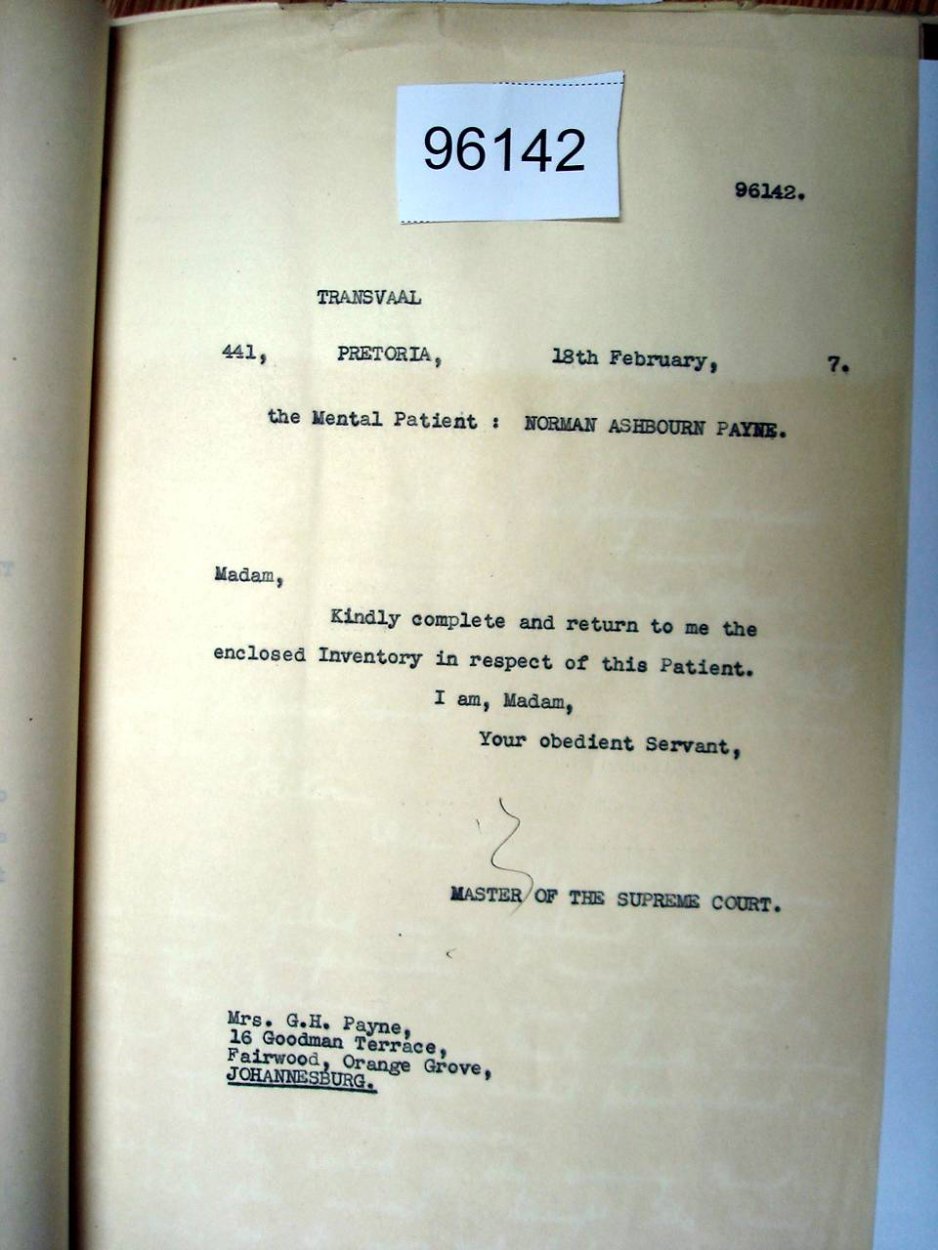 96142
96142.
TRANSVAAL
441, PRETORIA, 18th February, 7.
the Mental Patient : NORMAN ASHBOURN PAYNE.
Madam,
Kindly complete and return to me the
enclosed Inventory in respect of this Patient.
I am, Madam,
Your obedient Servant,
MASTER OF THE SUPREME COURT.
Mrs. G.H. Payne,
16 Goodman Terrace,
Fairwood, Orange Grove,
JOHANNESBURG.